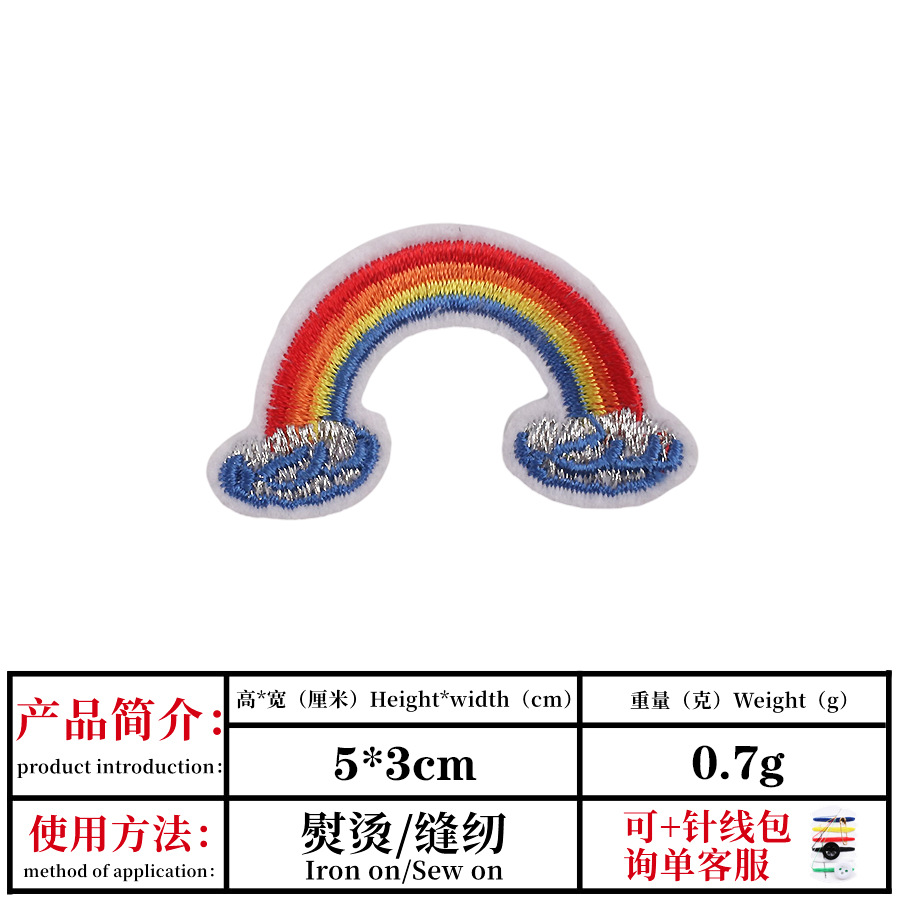 产品简介:
product introduction:
高*宽（厘米）Height*width（cm）
重量（克）Weight（g）
5*3cm
0.7g
使用方法:
method of application:
熨烫/缝纫
Iron on/Sew on
可+针线包
询单客服